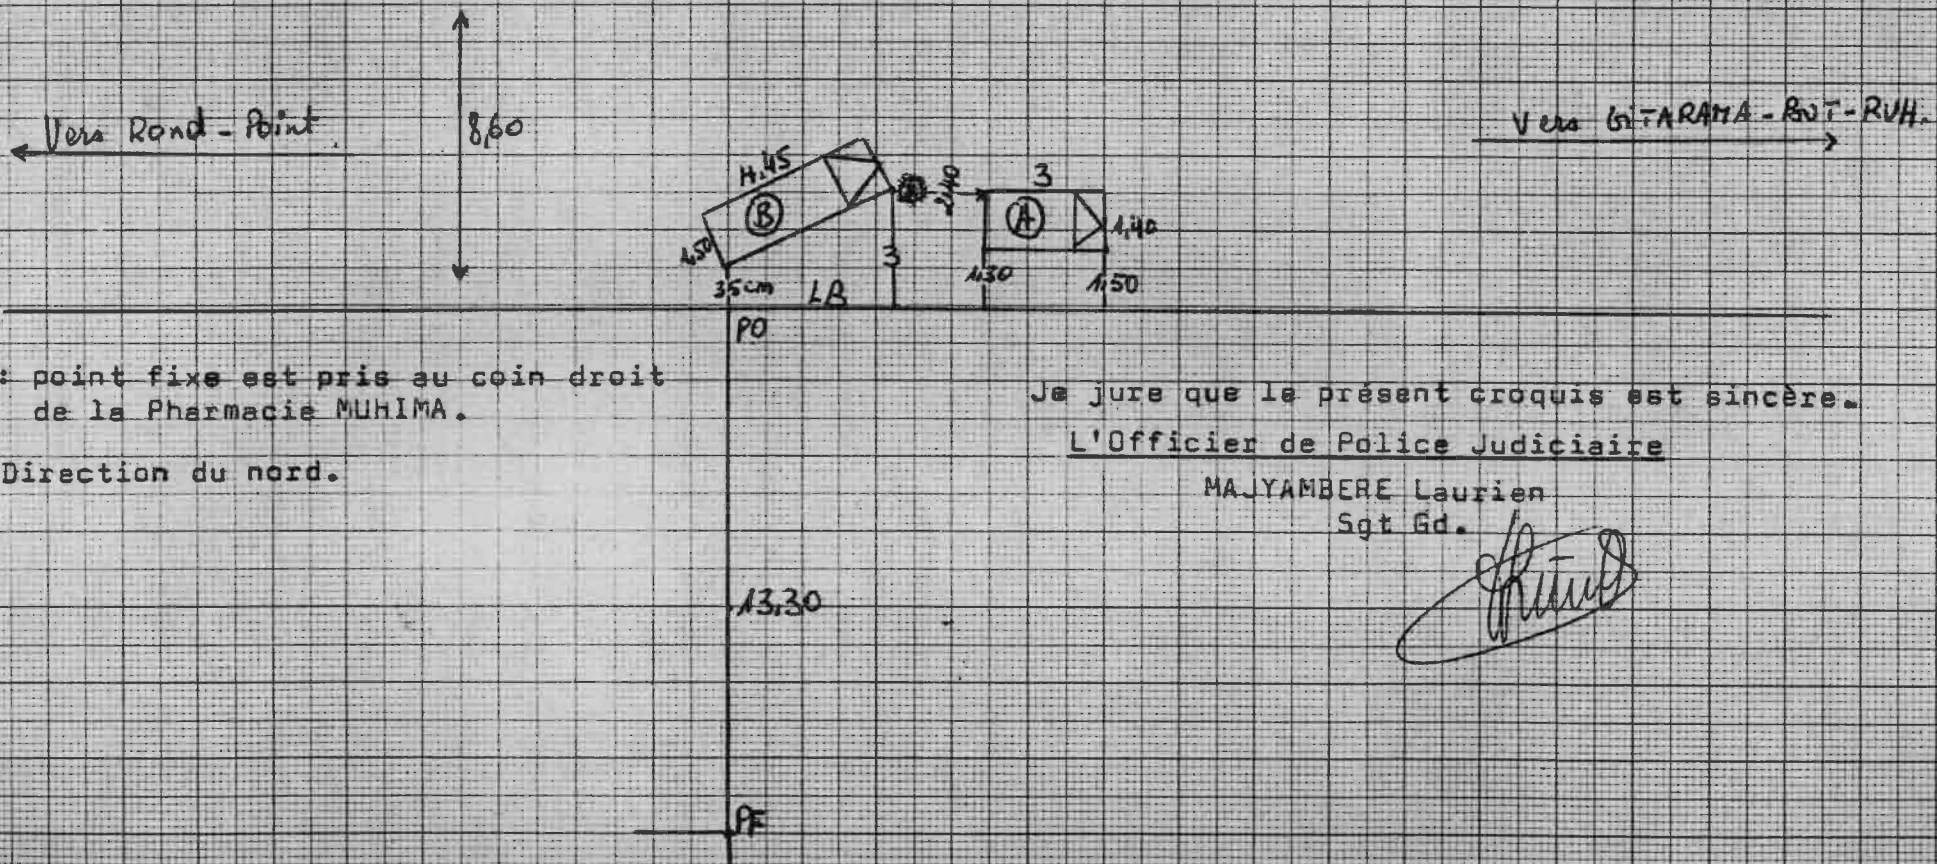 Vers Rond-Point
8,60
Vers GITARAMA-BUT-RUH.
4,45
B
1,50
35cm
LB
3
2,40
3
A
1,40
1,30
1,50
PO
: point fixe est pris au coin droit
de la Pharmacie MUHIMA.
Direction du nord.
Je jure que le présent croquis est sincère.
L'Officier de Police Judiciaire
MAJYAMBERE Laurien
Sgt Gd.
13,30
PF